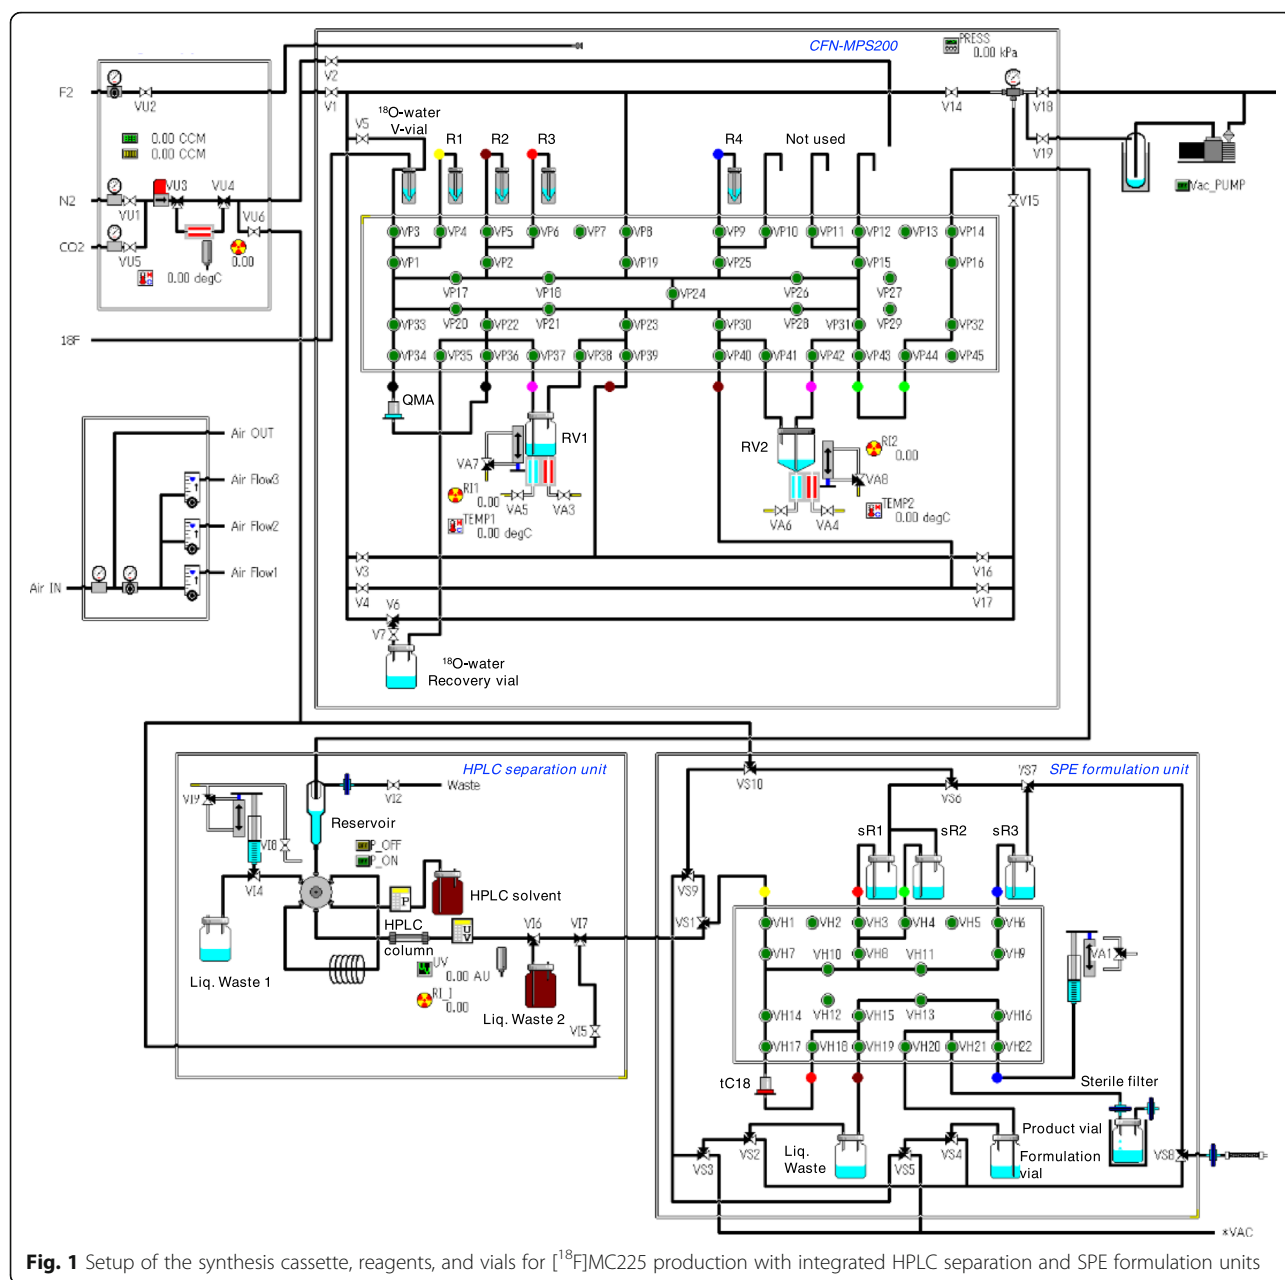 CFN-MPS200
PRESS
0.00 kPa
F2
VU2
V2
V1
V14
V18
V19
V15
0.00 CCM
0.00 CCM
18O-water
V-vial
V5
R1
R2
R3
R4
Not used
Vac_PUMP
N2
VU1
VU3
VU4
VU6
CO2
VU5
0.00
0.00 degC
VP3
VP4
VP5
VP6
VP7
VP8
VP9
VP10
VP11
VP12
VP13
VP14
VP1
VP2
VP19
VP25
VP15
VP16
VP17
VP18
VP24
VP26
VP27
VP20
VP21
VP28
VP29
VP33
VP22
VP23
VP30
VP31
VP32
18F
VP34
VP35
VP36
VP37
VP38
VP39
VP40
VP41
VP42
VP43
VP44
VP45
QMA
RV1
RV2
VA7
RI1
0.00
VA5
VA3
TEMP1
0.00 degC
RI2
0.00
VA8
VA6
VA4
TEMP2
0.00 degC
Air OUT
Air Flow3
Air Flow2
Air Flow1
Air IN
V3
V16
V4
V17
V6
V7
18O-water
Recovery vial
HPLC separation unit
VI9
VI8
VI2
Waste
Reservoir
P_OFF
P_ON
VI4
P
HPLC solvent
HPLC
column
UV
UV
0.00 AU
RI_I
0.00
VI6
VI7
Liq. Waste 1
Liq. Waste 2
VI5
SPE formulation unit
VS10
VS6
VS7
sR1
sR2
sR3
VS9
VS1
VH1
VH2
VH3
VH4
VH5
VH6
VH7
VH10
VH8
VH11
VH9
VA1
VH12
VH13
VH14
VH15
VH16
VH17
VH18
VH19
VH20
VH21
VH22
tC18
Sterile filter
Product vial
Formulation
vial
Liq.
Waste
VS2
VS3
VS4
VS5
VS8
*VAC
Fig. 1 Setup of the synthesis cassette, reagents, and vials for [18F]MC225 production with integrated HPLC separation and SPE formulation units